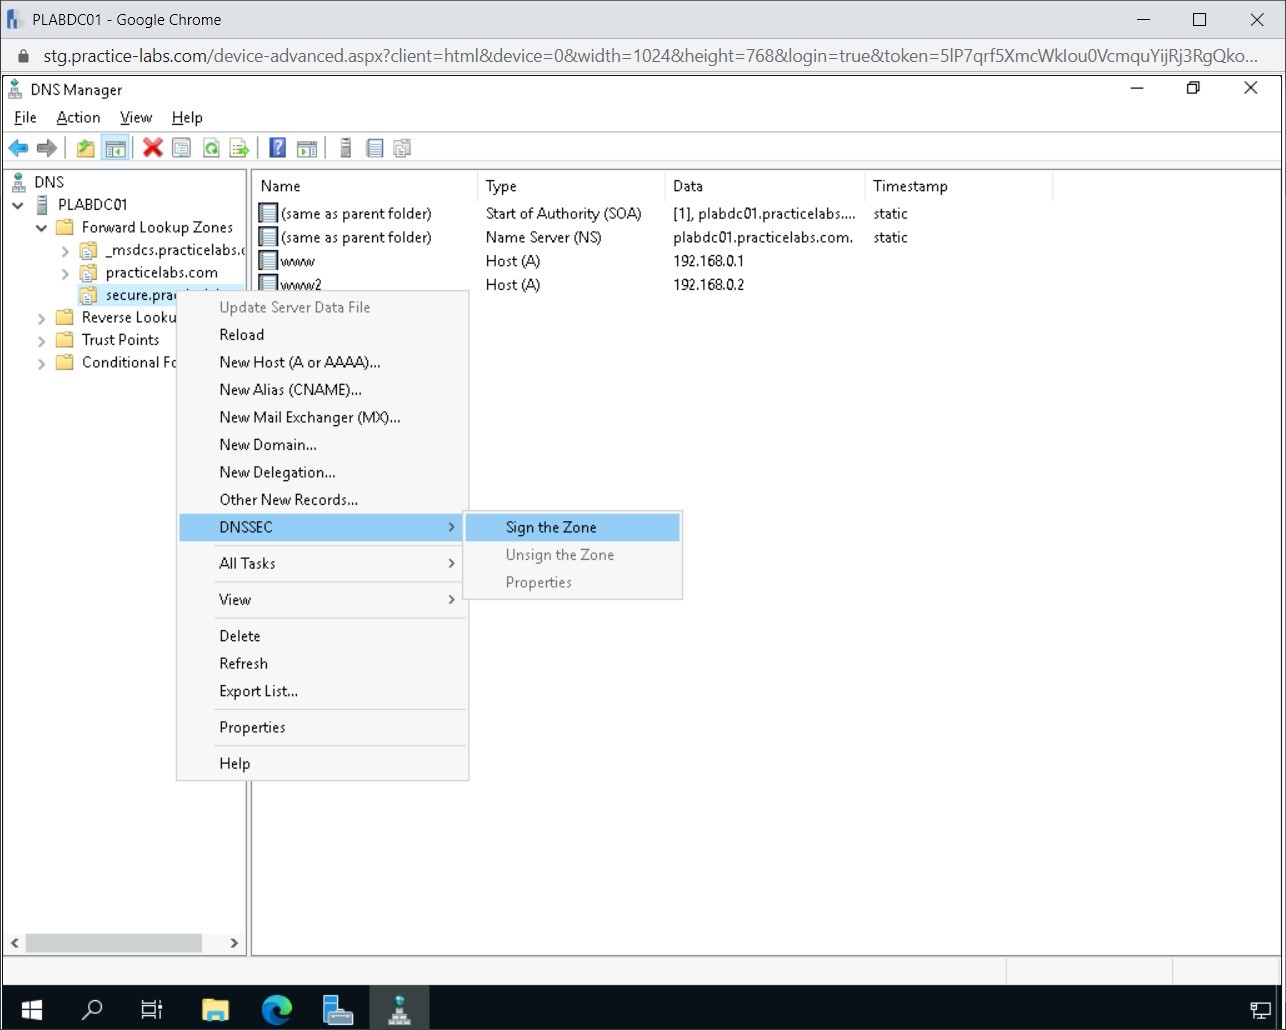 PLABDC01 - Google Chrome
stg.practice-labs.com/device-advanced.aspx?client=html&device=0&width=1024&height=768&login=true&token=5lP7qrf5XmcWkIou0VcmquYijRj3RgQko...
DNS Manager
File Action View Help
DNS
PLABDC01
Forward Lookup Zones
_msdcs.practicelabs.c
practicelabs.com
secure.prac
Reverse Looku
Trust Points
Conditional Fo
Name Type Data Timestamp
(same as parent folder) Start of Authority (SOA) [1], plabdc01.practicelabs.... static
(same as parent folder) Name Server (NS) plabdc01.practicelabs.com. static
www Host (A) 192.168.0.1
www2 Host (A) 192.168.0.2
Update Server Data File
Reload
New Host (A or AAAA)...
New Alias (CNAME)...
New Mail Exchanger (MX)...
New Domain...
New Delegation...
Other New Records...
DNSSEC
All Tasks
View
Delete
Refresh
Export List...
Properties
Help
Sign the Zone
Unsign the Zone
Properties